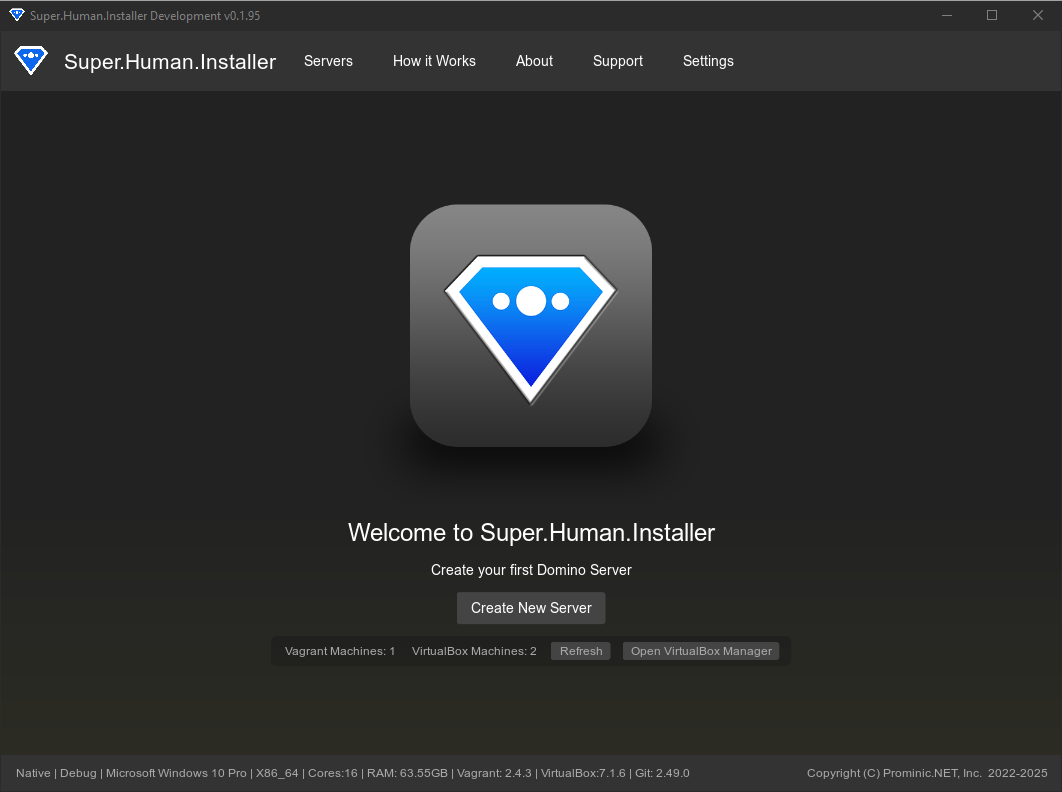 Super.Human.Installer Development v0.1.95
Super.Human.Installer Servers How it Works About Support Settings
Welcome to Super.Human.Installer
Create your first Domino Server
Create New Server
Vagrant Machines: 1 VirtualBox Machines: 2 Refresh Open VirtualBox Manager
Native | Debug | Microsoft Windows 10 Pro | X86_64 | Cores:16 | RAM: 63.55GB | Vagrant: 2.4.3 | VirtualBox:7.1.6 | Git: 2.49.0 Copyright (C) Prominic.NET, Inc. 2022-2025